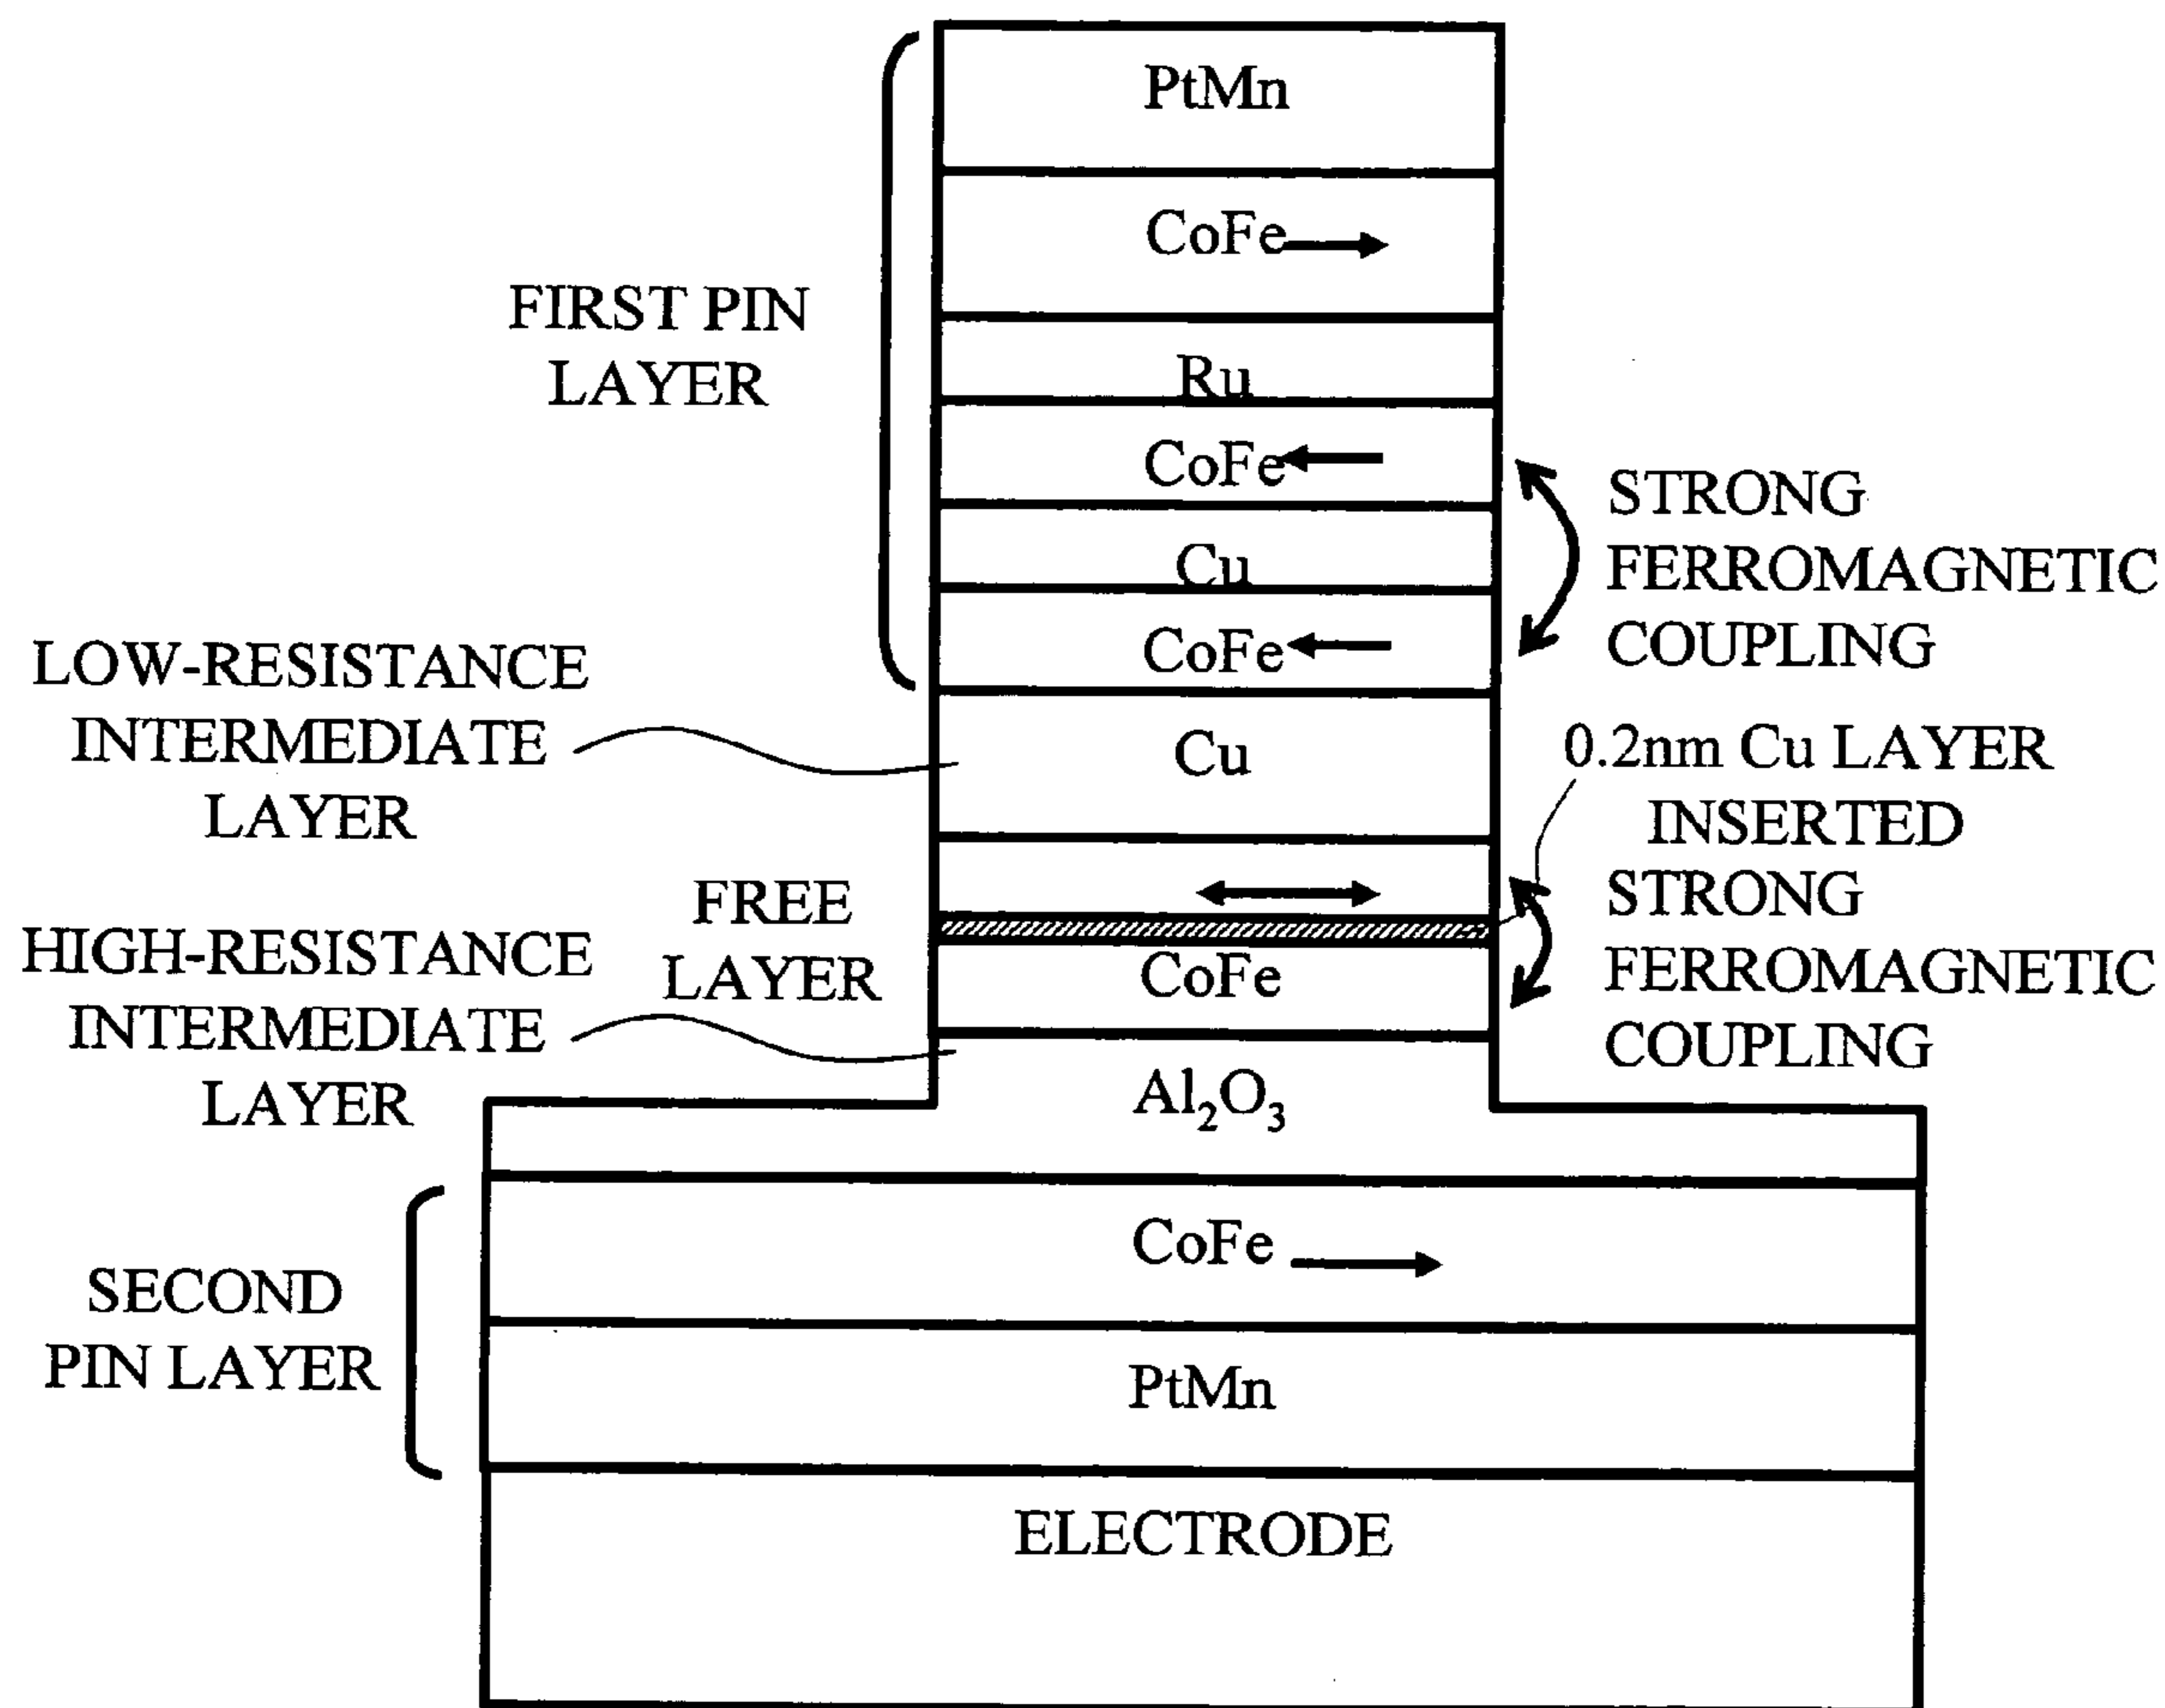 PtMn
CoFe
FIRST PIN
LAYER
Ru
CoFe
STRONG
FERROMAGNETIC
COUPLING
Cu
CoFe
LOW-RESISTANCE
INTERMEDIATE
LAYER
Cu
0.2nm Cu LAYER
INSERTED
FREE
LAYER
STRONG
FERROMAGNETIC
COUPLING
HIGH-RESISTANCE
INTERMEDIATE
LAYER
CoFe
Al₂O₃
CoFe
SECOND
PIN LAYER
PtMn
ELECTRODE